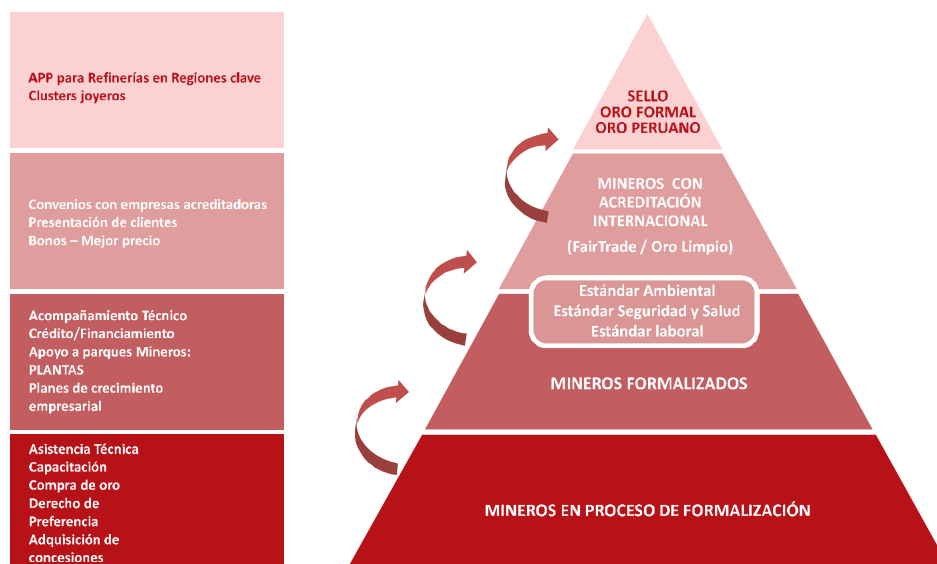 APP para Refinerías en Regiones clave
Clusters joyeros
Convenios con empresas acreditadoras
Presentación de clientes
Bonos – Mejor precio
Acompañamiento Técnico
Crédito/Financiamiento
Apoyo a parques Mineros:
PLANTAS
Planes de crecimiento
empresarial
Asistencia Técnica
Capacitación
Compra de oro
Derecho de
Preferencia
Adquisición de
concesiones
SELLO
ORO FORMAL
ORO PERUANO
MINEROS CON
ACREDITACIÓN
INTERNACIONAL
(FairTrade / Oro Limpio)
Estándar Ambiental
Estándar Seguridad y Salud
Estándar laboral
MINEROS FORMALIZADOS
MINEROS EN PROCESO DE FORMALIZACIÓN